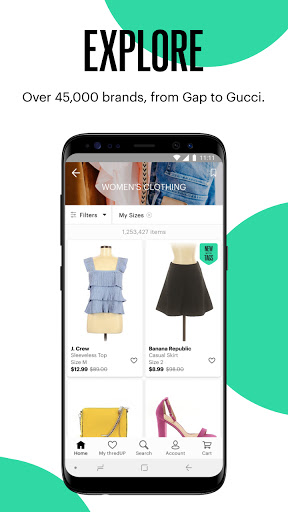 EXPLORE
Over 45,000 brands, from Gap to Gucci.
11:11
WOMEN'S CLOTHING
Filters
My Sizes
1,253,427 items
NEW
WITH
TAGS
J. Crew
Sleeveless Top
Size M
$12.99 $89.00
Banana Republic
Casual Skirt
Size 2
$8.99 $98.00
Home
My thredUP
Search
Account
Cart